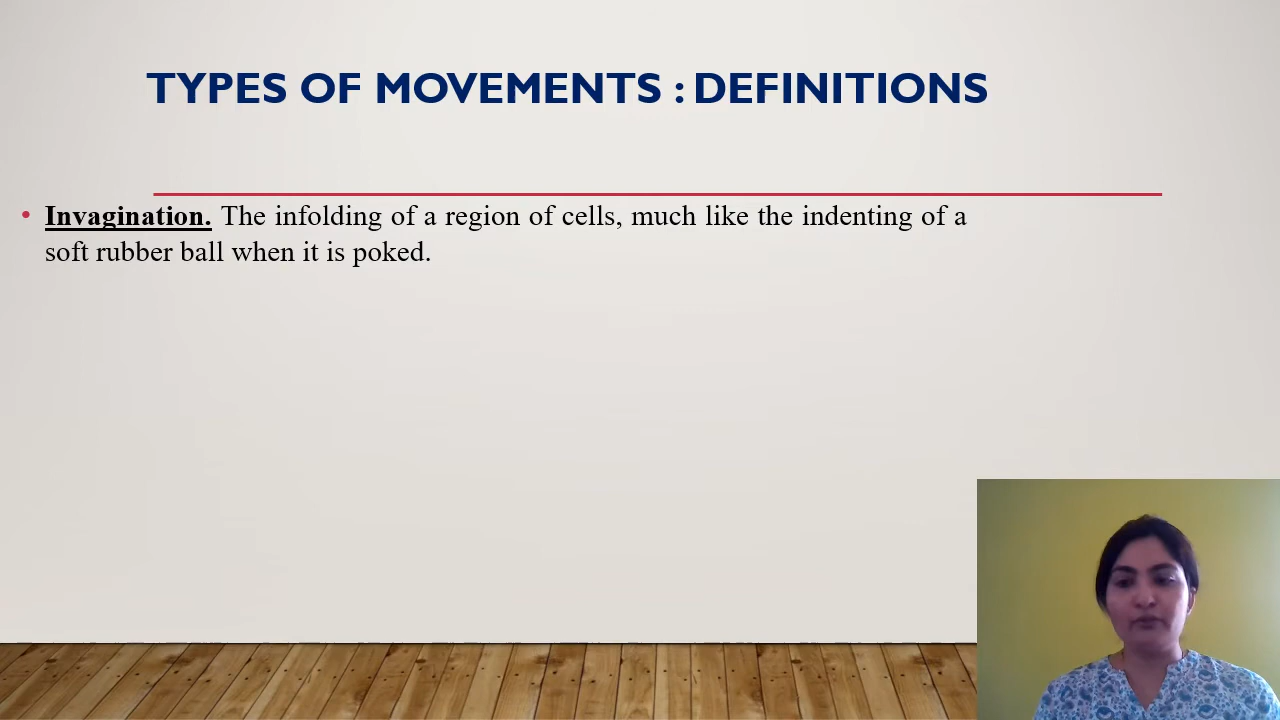 TYPES OF MOVEMENTS : DEFINITIONS
• Invagination. The infolding of a region of cells, much like the indenting of a
soft rubber ball when it is poked.